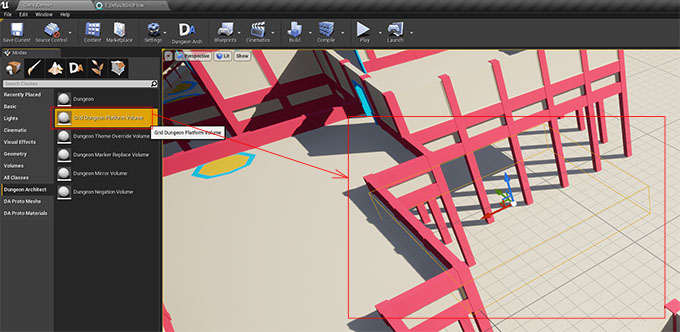 File Edit Window Help
Save Current Source Control Content Marketplace Settings Dungeon Arch Blueprints Cinematics Build Compile Play Launch
Modes
Perspective Lit Show
Search Classes
Recently Placed
Basic
Lights
Cinematic
Visual Effects
Geometry
Volumes
All Classes
Dungeon Architect
DA Proto Meshs
DA Proto Materials
Dungeon
Grid Dungeon Platform Volume
Grid Dungeon Platform Volume
Dungeon Theme Override Volume
Dungeon Marker Replace Volume
Dungeon Mirror Volume
Dungeon Negation Volume